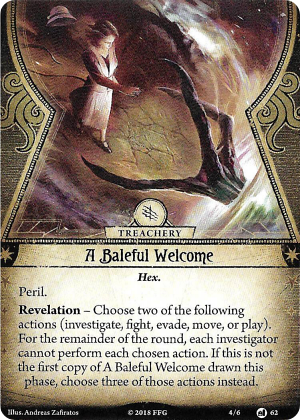 TREACHERY
A Baleful Welcome
Hex.
Peril.
Revelation – Choose two of the following
actions (investigate, fight, evade, move, or play).
For the remainder of the round, each investigator
cannot perform each chosen action. If this is not
the first copy of A Baleful Welcome drawn this
phase, choose three of those actions instead.
Illus. Andreas Zafiratos © 2018 FFG 4/6 62